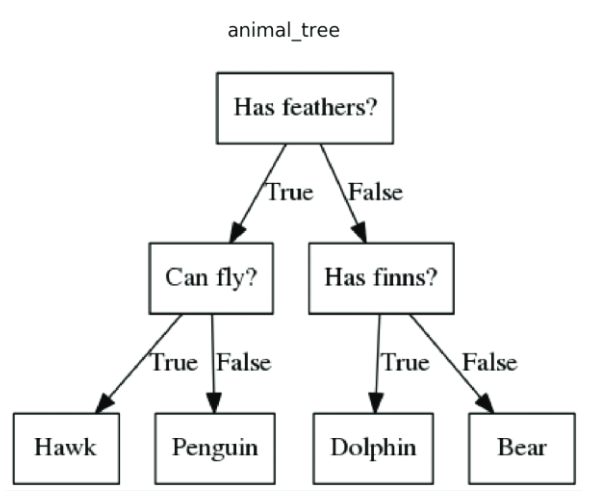 animal_tree
Has feathers?
True
False
Can fly?
Has finns?
True
False
True
False
Hawk
Penguin
Dolphin
Bear